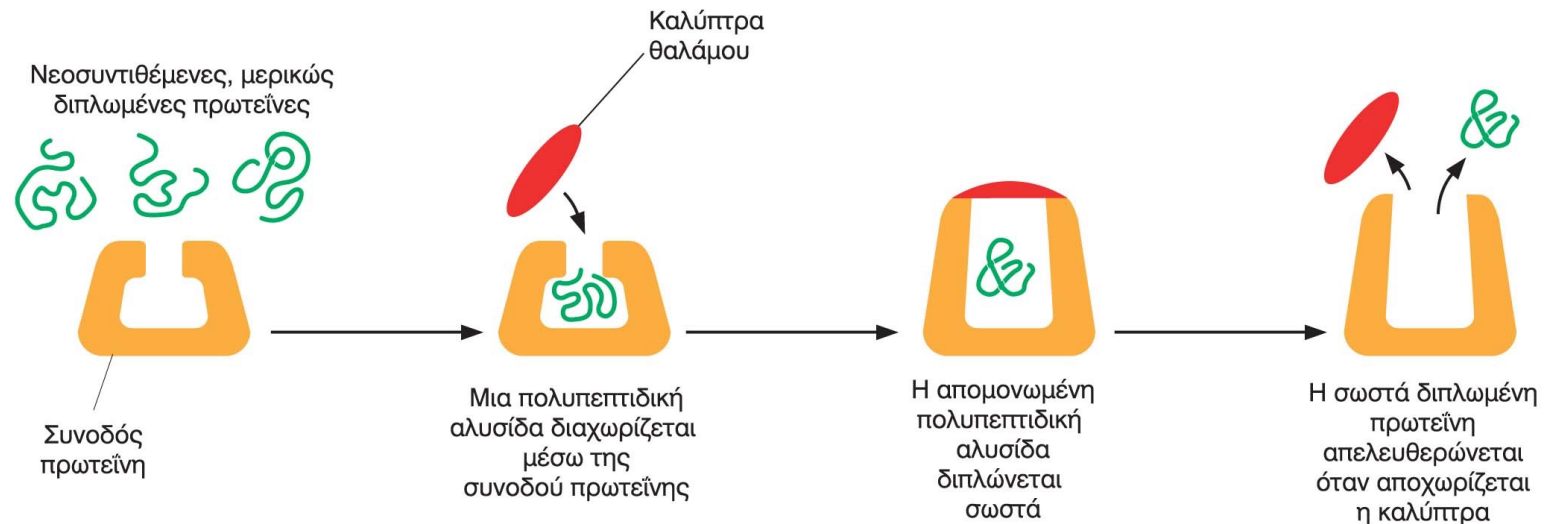 Καλύπτρα
θαλάμου
Νεοσυντιθέμενες, μερικώς
διπλωμένες πρωτεΐνες
Συνοδός
πρωτεΐνη
Μια πολυπεπτιδική
αλυσίδα διαχωρίζεται
μέσω της
συνοδού πρωτεΐνης
Η απομονωμένη
πολυπεπτιδική
αλυσίδα
διπλώνεται
σωστά
Η σωστά διπλωμένη
πρωτεΐνη
απελευθερώνεται
όταν αποχωρίζεται
η καλύπτρα